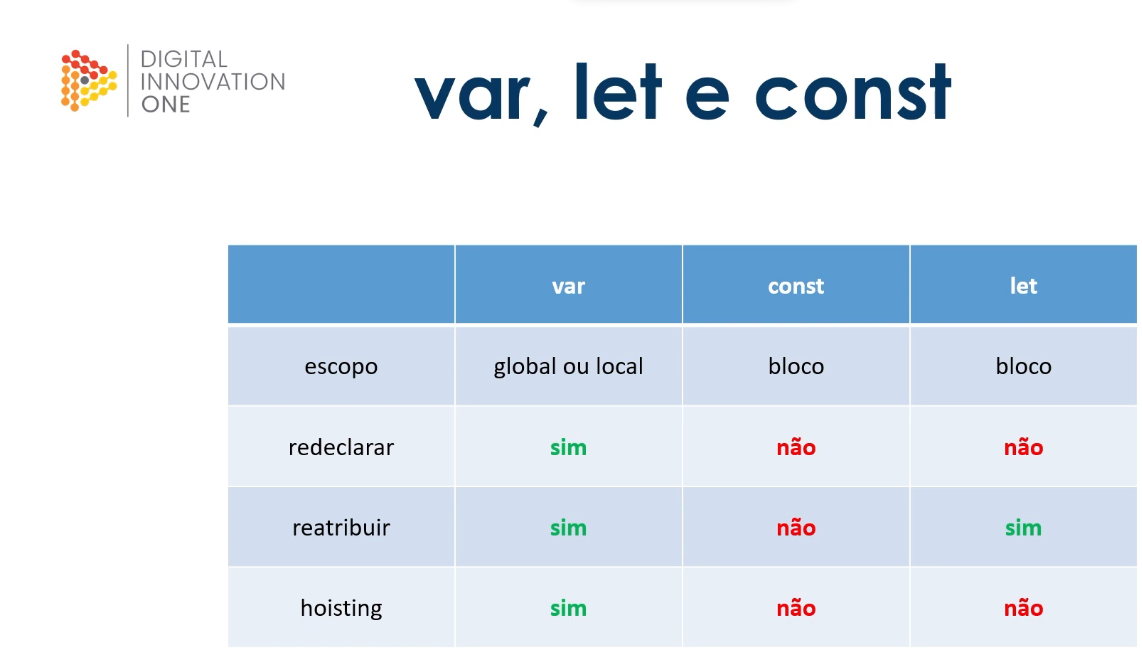 DIGITAL
INNOVATION
ONE
var, let e const
var const let
escopo global ou local bloco bloco
redeclarar sim não não
reatribuir sim não sim
hoisting sim não não